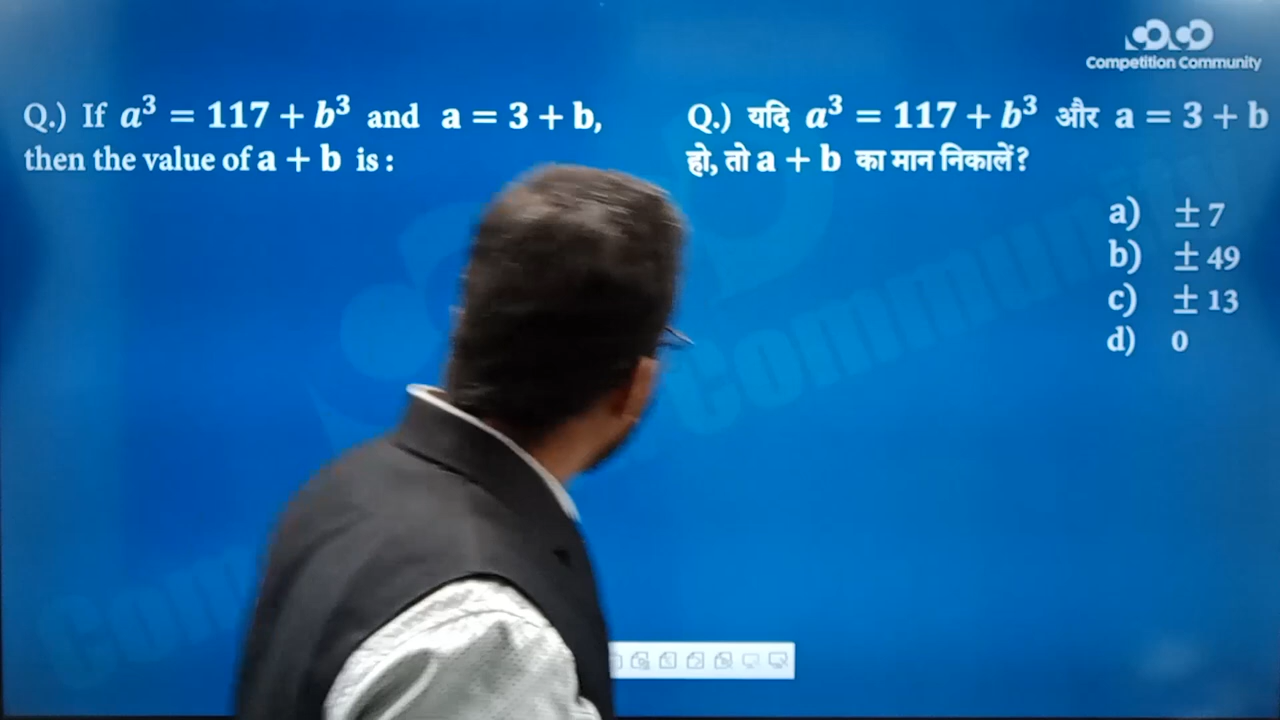 Competition Community
Q.) If a³ = 117 + b³ and a = 3 + b,
then the value of a + b is :
Q.) यदि a³ = 117 + b³ और a = 3 + b
हो, तो a + b का मान निकालें?
a) ± 7
b) ± 49
c) ± 13
d) 0
Community